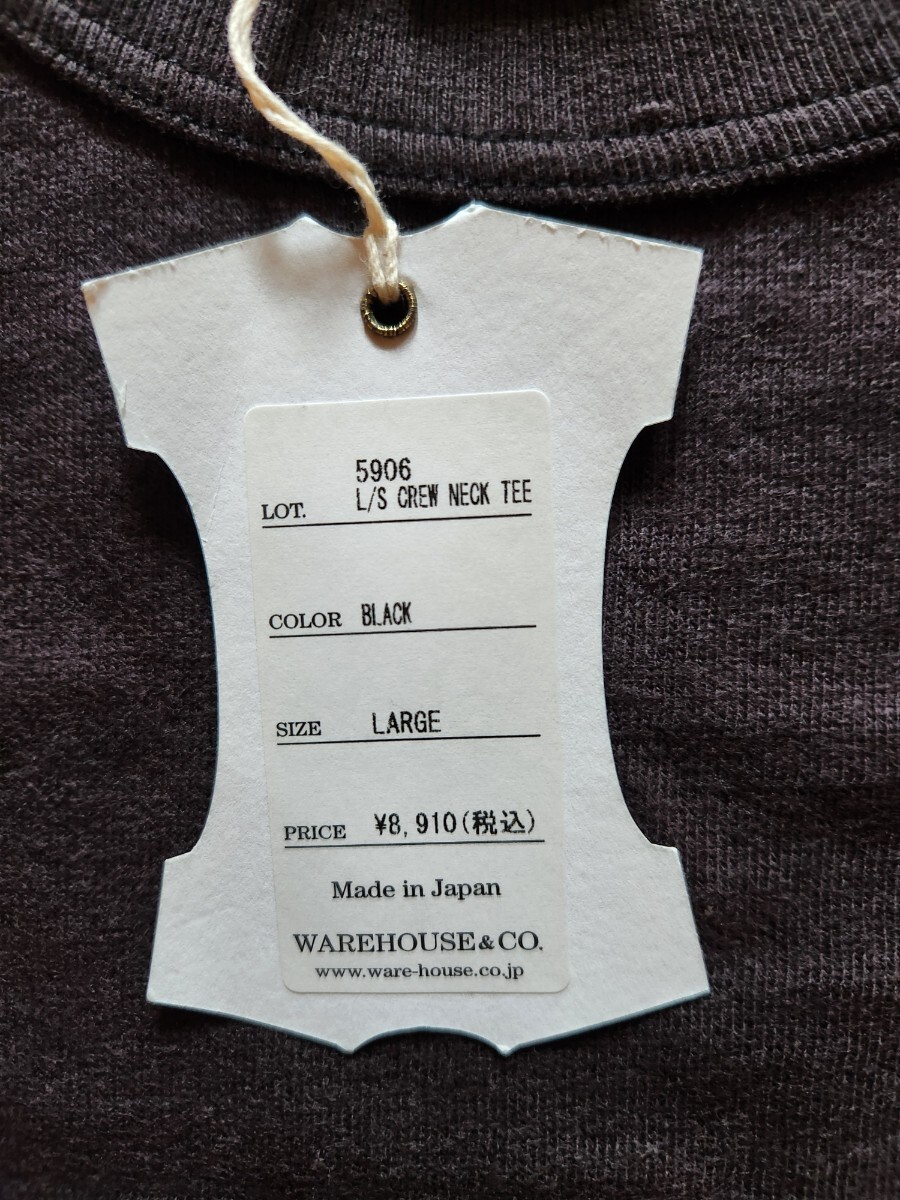 5906
LOT. L/S CREW NECK TEE
COLOR BLACK
SIZE LARGE
PRICE ¥8,910(税込)
Made in Japan
WAREHOUSE & CO.
www.ware-house.co.jp